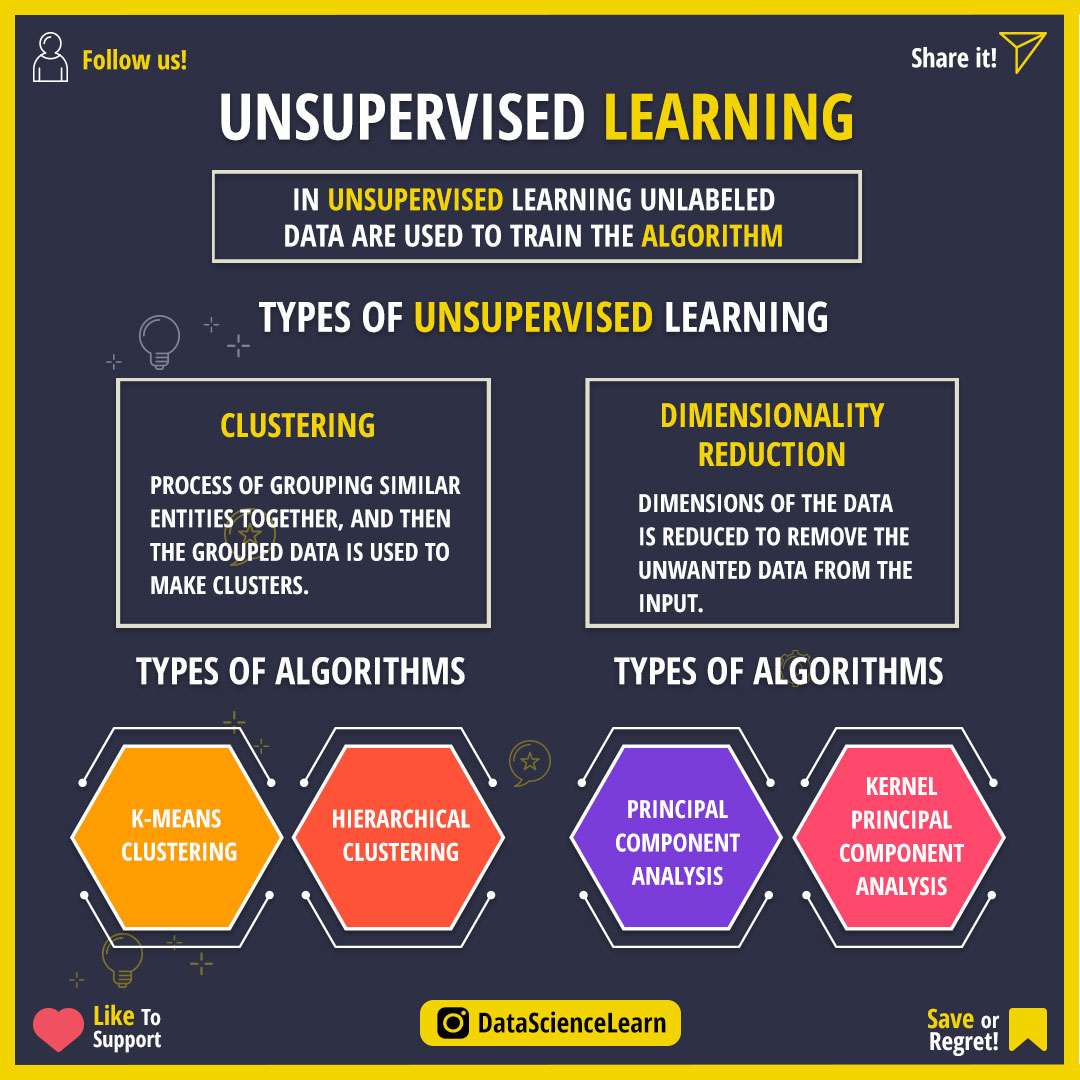 Follow us!
Share it!
UNSUPERVISED LEARNING
IN UNSUPERVISED LEARNING UNLABELED
DATA ARE USED TO TRAIN THE ALGORITHM
TYPES OF UNSUPERVISED LEARNING
CLUSTERING
PROCESS OF GROUPING SIMILAR
ENTITIES TOGETHER, AND THEN
THE GROUPED DATA IS USED TO
MAKE CLUSTERS.
DIMENSIONALITY
REDUCTION
DIMENSIONS OF THE DATA
IS REDUCED TO REMOVE THE
UNWANTED DATA FROM THE
INPUT.
TYPES OF ALGORITHMS
K-MEANS
CLUSTERING
HIERARCHICAL
CLUSTERING
TYPES OF ALGORITHMS
PRINCIPAL
COMPONENT
ANALYSIS
KERNEL
PRINCIPAL
COMPONENT
ANALYSIS
Like To
Support
DataScienceLearn
Save or
Regret!